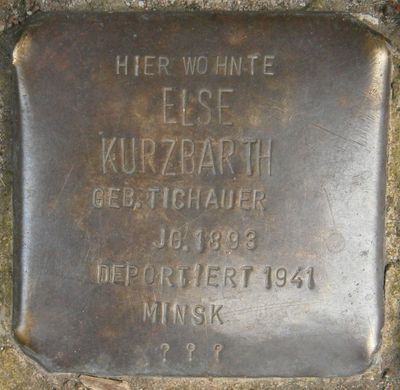 HIER WOHNTE
ELSE
KURZBARTH
GEB. TICHAUER
JG. 1893
DEPORTIERT 1941
MINSK
? ? ?